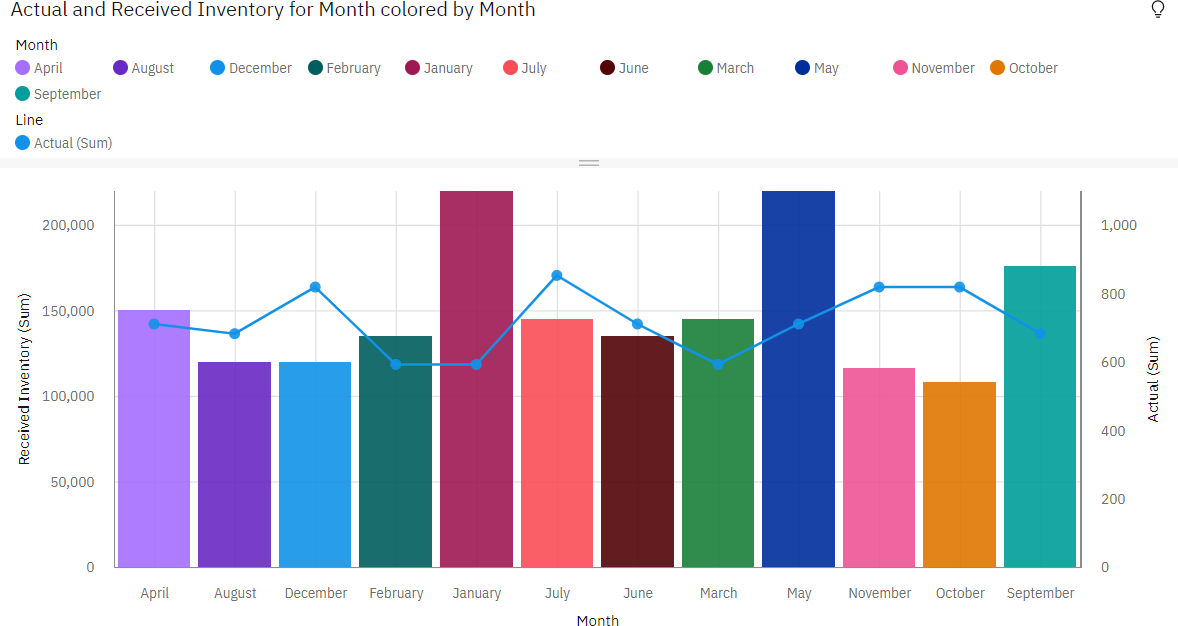 Actual and Received Inventory for Month colored by Month
Month
April August December February January July June March May November October
September
Line
Actual (Sum)
Received Inventory (Sum)
200,000
150,000
100,000
50,000
0
1,000
800
600
400
200
0
Actual (Sum)
April August December February January July June March May November October September
Month